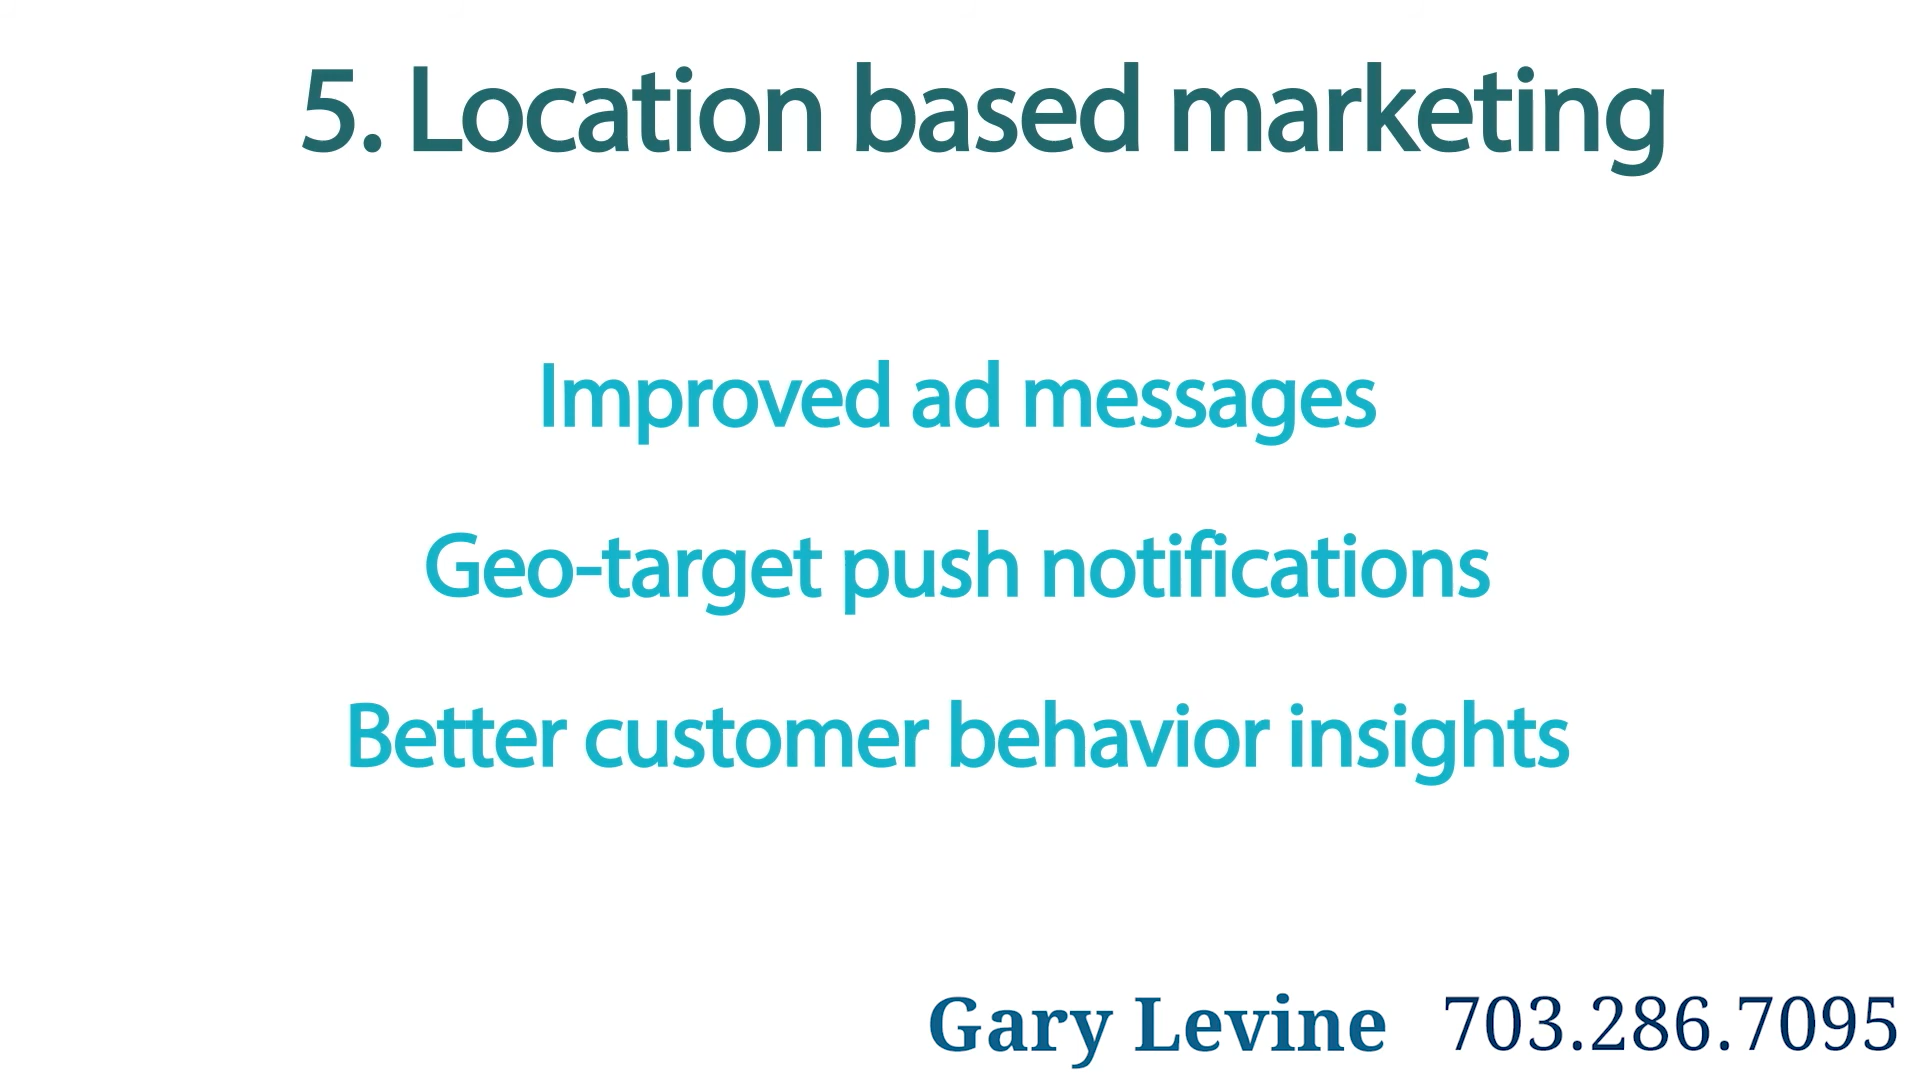 5. Location based marketing
Improved ad messages
Geo-target push notifications
Better customer behavior insights
Gary Levine 703.286.7095